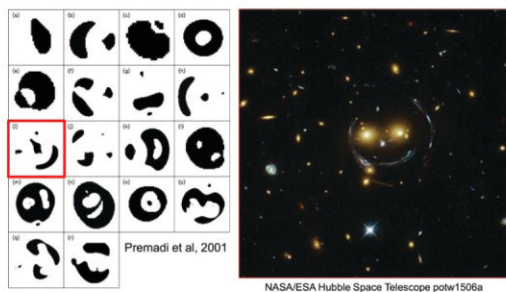 (a) (b) (c) (d)
(e) (f) (g) (h)
(i) (j) (k) (l)
(m) (n) (o) (p)
(q) (r)
Premadi et al, 2001
NASA/ESA Hubble Space Telescope potw1506a